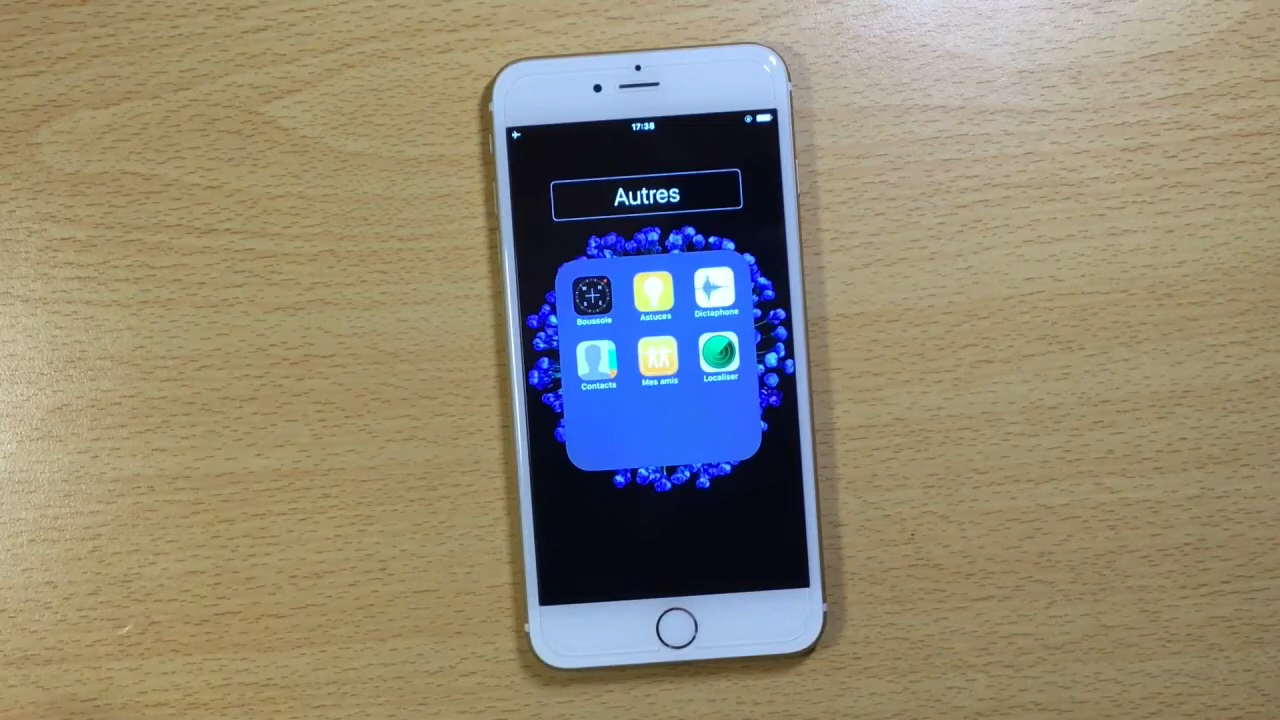 17:38
Autres
Boussole
Astuces
Dictaphone
Contacts
Mes amis
Localiser